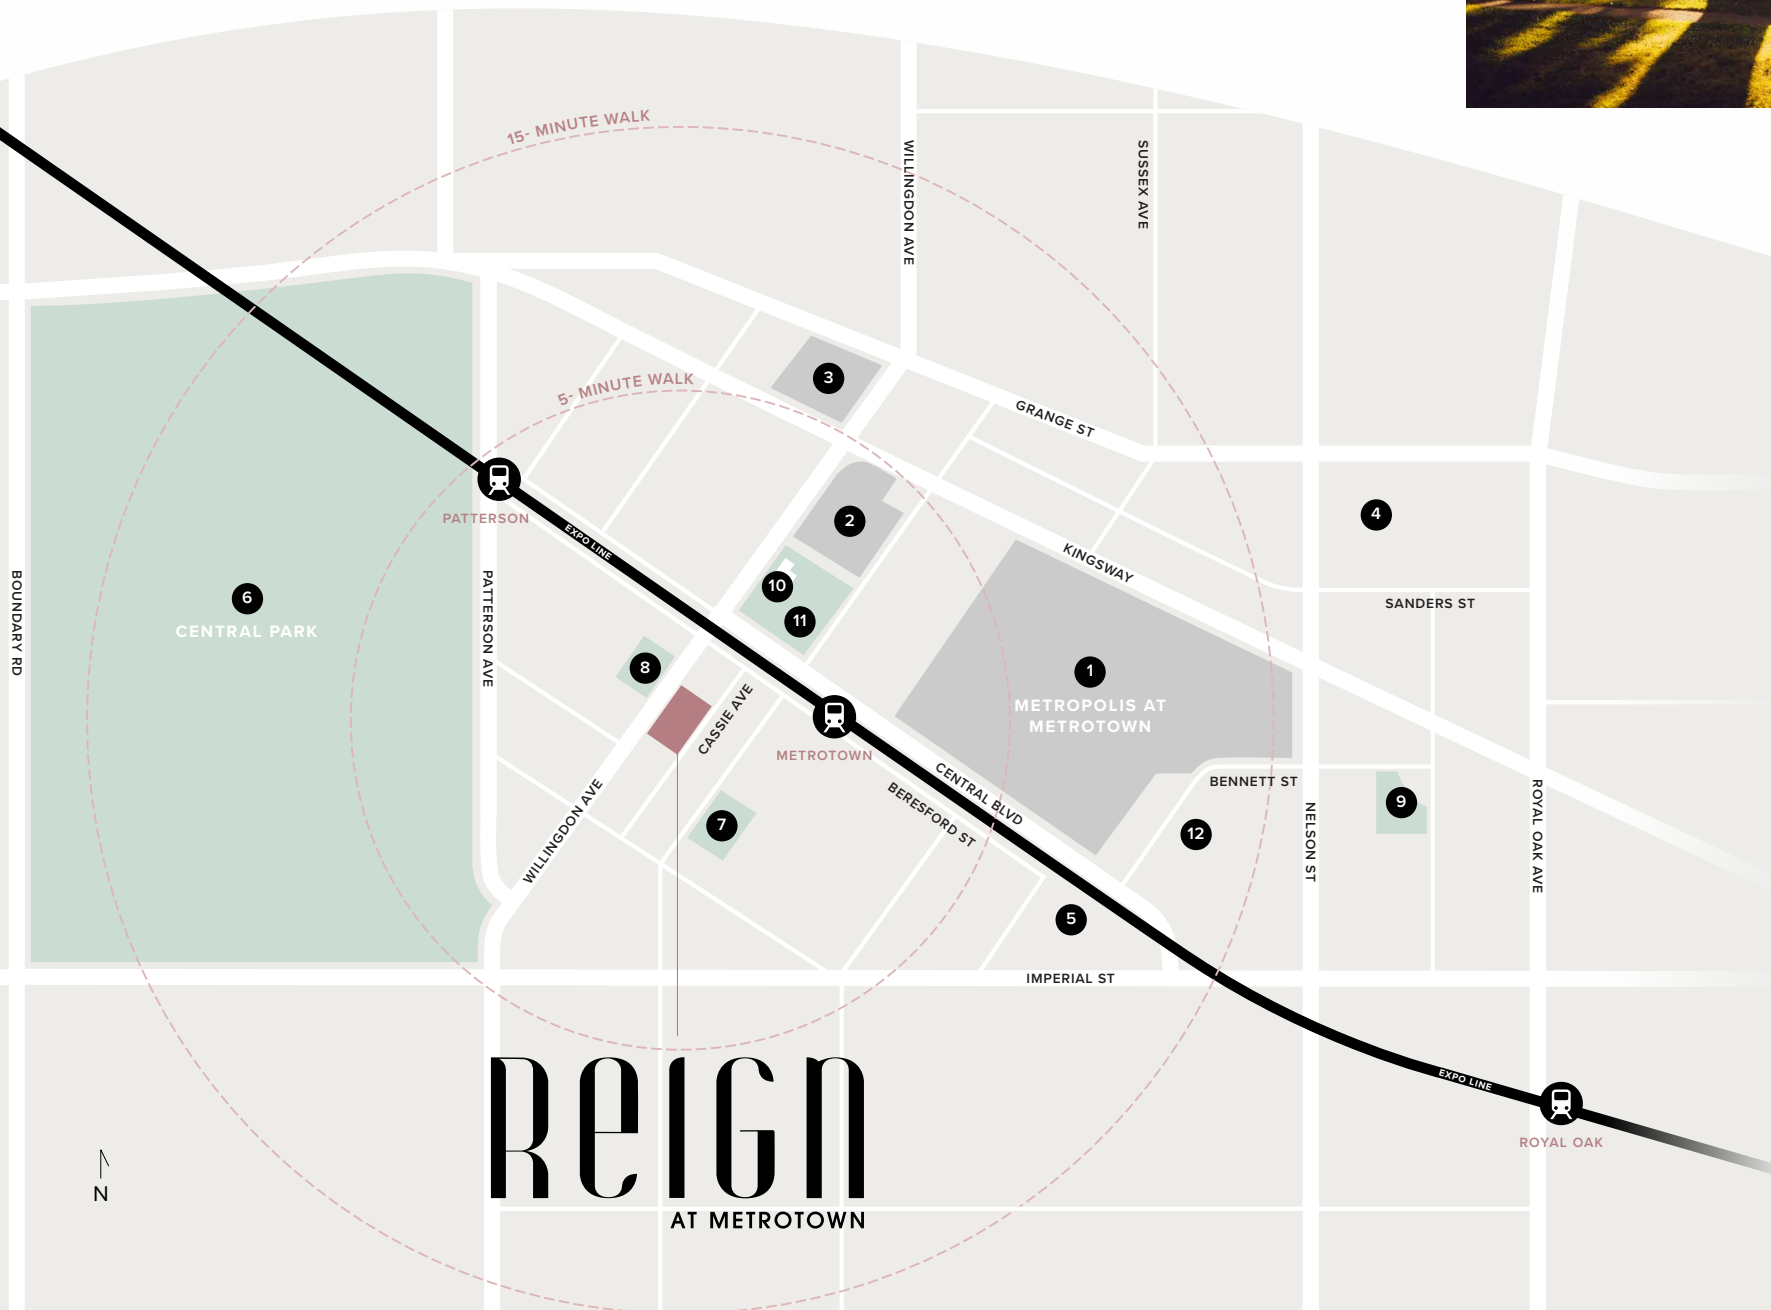 15- MINUTE WALK
WILLINGDON AVE
SUSSEX AVE
3
5- MINUTE WALK
GRANGE ST
PATTERSON
EXPO LINE
2
4
KINGSWAY
BOUNDARY RD
PATTERSON AVE
6
CENTRAL PARK
10
11
SANDERS ST
8
1
METROPOLIS AT
METROTOWN
CASSIE AVE
METROTOWN
CENTRAL BLVD
BENNETT ST
BERESFORD ST
WILLINGDON AVE
7
9
12
NELSON ST
ROYAL OAK AVE
5
IMPERIAL ST
REIGN
AT METROTOWN
EXPO LINE
ROYAL OAK
N